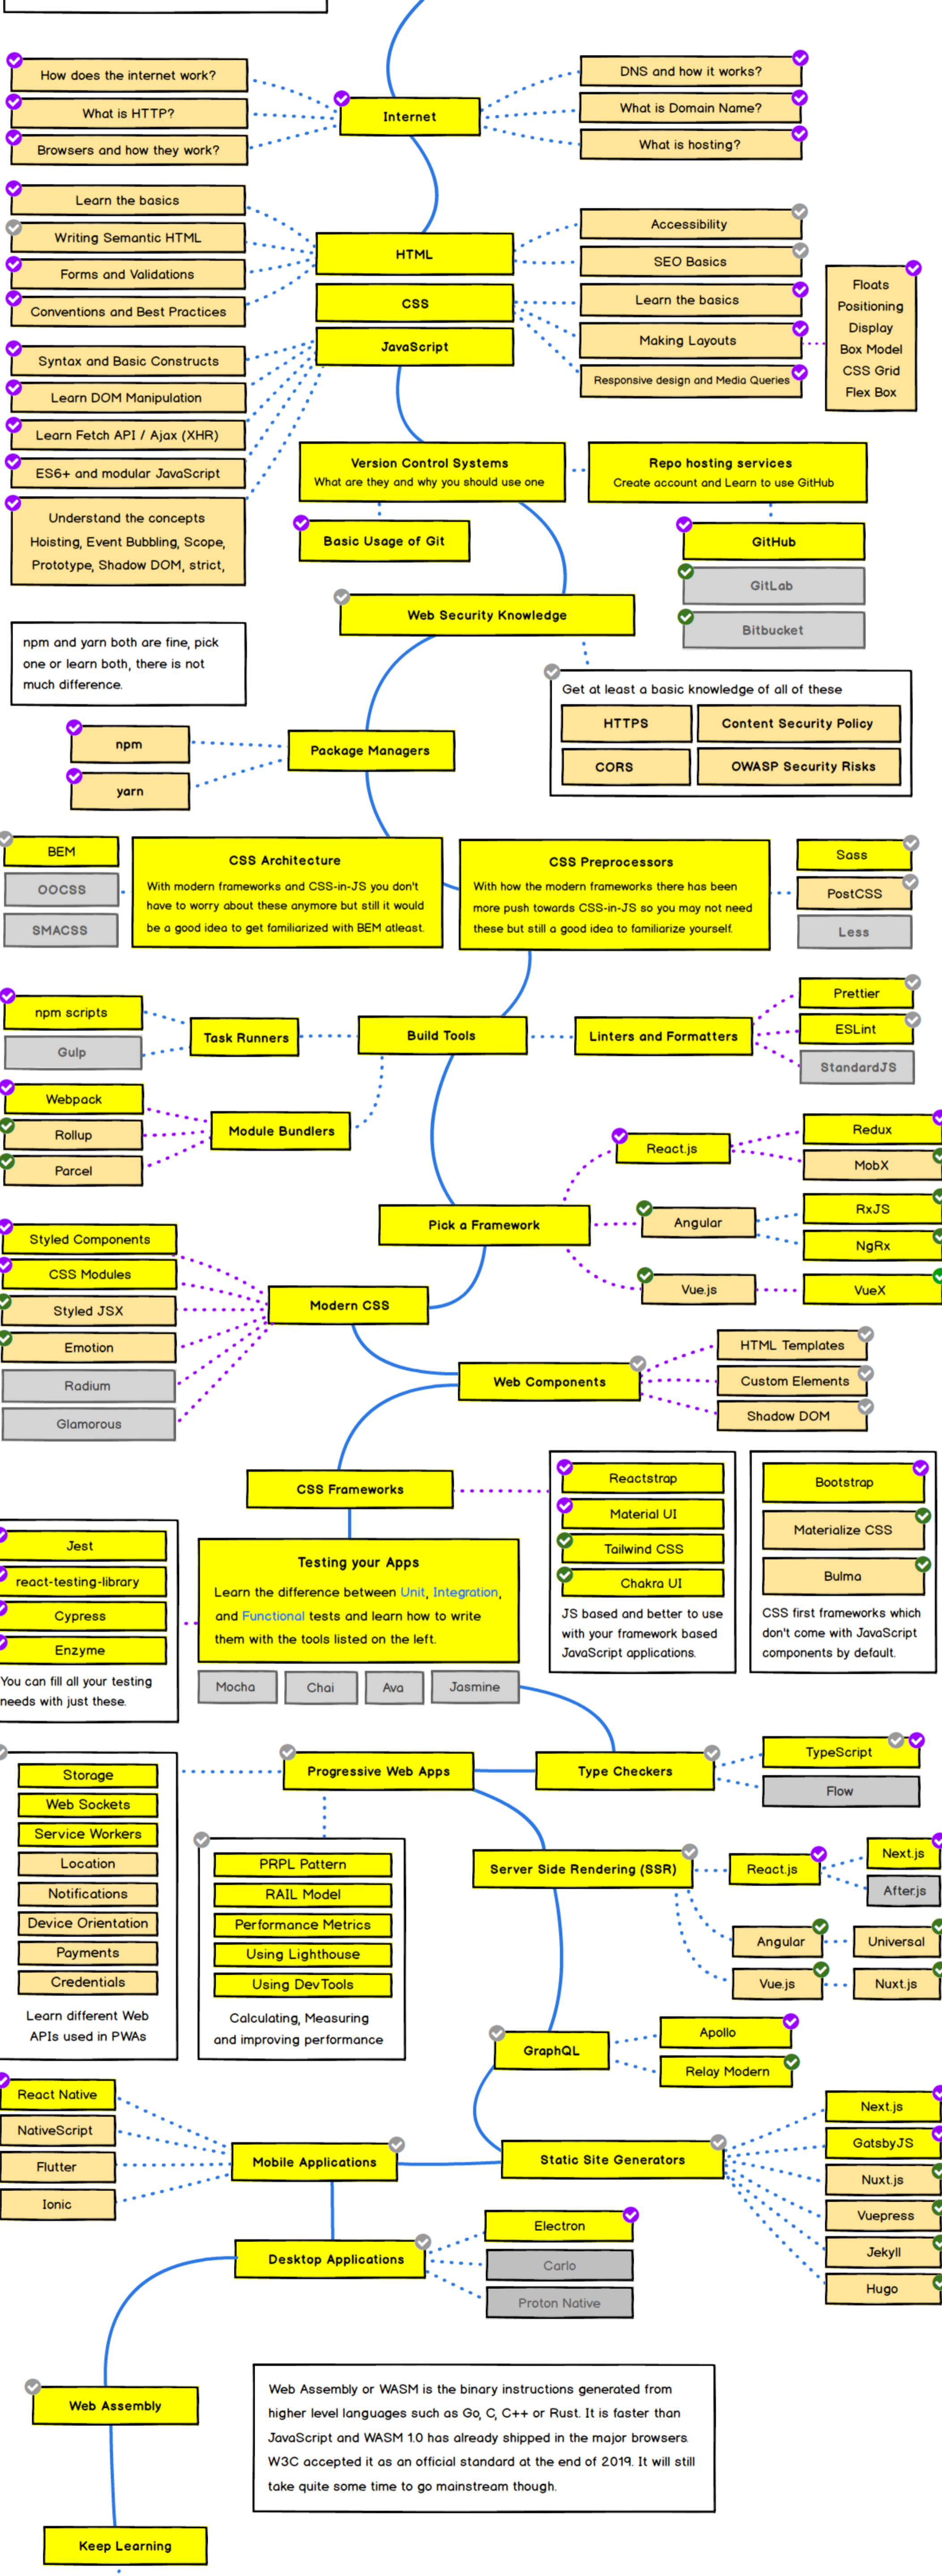 How does the internet work?
What is HTTP?
Browsers and how they work?
Internet
DNS and how it works?
What is Domain Name?
What is hosting?
Learn the basics
Writing Semantic HTML
Forms and Validations
Conventions and Best Practices
HTML
CSS
JavaScript
Accessibility
SEO Basics
Learn the basics
Making Layouts
Responsive design and Media Queries
Floats
Positioning
Display
Box Model
CSS Grid
Flex Box
Syntax and Basic Constructs
Learn DOM Manipulation
Learn Fetch API / Ajax (XHR)
ES6+ and modular JavaScript
Understand the concepts
Hoisting, Event Bubbling, Scope,
Prototype, Shadow DOM, strict,
Version Control Systems
What are they and why you should use one
Repo hosting services
Create account and Learn to use GitHub
Basic Usage of Git
GitHub
GitLab
Bitbucket
Web Security Knowledge
npm and yarn both are fine, pick
one or learn both, there is not
much difference.
Get at least a basic knowledge of all of these
HTTPS
Content Security Policy
CORS
OWASP Security Risks
npm
yarn
Package Managers
BEM
OOCSS
SMACSS
CSS Architecture
With modern frameworks and CSS-in-JS you don't
have to worry about these anymore but still it would
be a good idea to get familiarized with BEM atleast.
CSS Preprocessors
With how the modern frameworks there has been
more push towards CSS-in-JS so you may not need
these but still a good idea to familiarize yourself.
Sass
PostCSS
Less
npm scripts
Gulp
Task Runners
Build Tools
Linters and Formatters
Prettier
ESLint
StandardJS
Webpack
Rollup
Parcel
Module Bundlers
React.js
Redux
MobX
Pick a Framework
Angular
RxJS
NgRx
Vue.js
VueX
Styled Components
CSS Modules
Styled JSX
Emotion
Radium
Glamorous
Modern CSS
Web Components
HTML Templates
Custom Elements
Shadow DOM
CSS Frameworks
Reactstrap
Material UI
Tailwind CSS
Chakra UI
JS based and better to use
with your framework based
JavaScript applications.
Bootstrap
Materialize CSS
Bulma
CSS first frameworks which
don't come with JavaScript
components by default.
Jest
react-testing-library
Cypress
Enzyme
You can fill all your testing
needs with just these.
Testing your Apps
Learn the difference between Unit, Integration,
and Functional tests and learn how to write
them with the tools listed on the left.
Mocha
Chai
Ava
Jasmine
Progressive Web Apps
Type Checkers
TypeScript
Flow
Storage
Web Sockets
Service Workers
Location
Notifications
Device Orientation
Payments
Credentials
Learn different Web
APIs used in PWAs
PRPL Pattern
RAIL Model
Performance Metrics
Using Lighthouse
Using DevTools
Calculating, Measuring
and improving performance
Server Side Rendering (SSR)
React.js
Next.js
After.js
Angular
Universal
Vue.js
Nuxt.js
GraphQL
Apollo
Relay Modern
React Native
NativeScript
Flutter
Ionic
Mobile Applications
Static Site Generators
Next.js
GatsbyJS
Nuxt.js
Vuepress
Jekyll
Hugo
Desktop Applications
Electron
Carlo
Proton Native
Web Assembly
Web Assembly or WASM is the binary instructions generated from
higher level languages such as Go, C, C++ or Rust. It is faster than
JavaScript and WASM 1.0 has already shipped in the major browsers.
W3C accepted it as an official standard at the end of 2019. It will still
take quite some time to go mainstream though.
Keep Learning